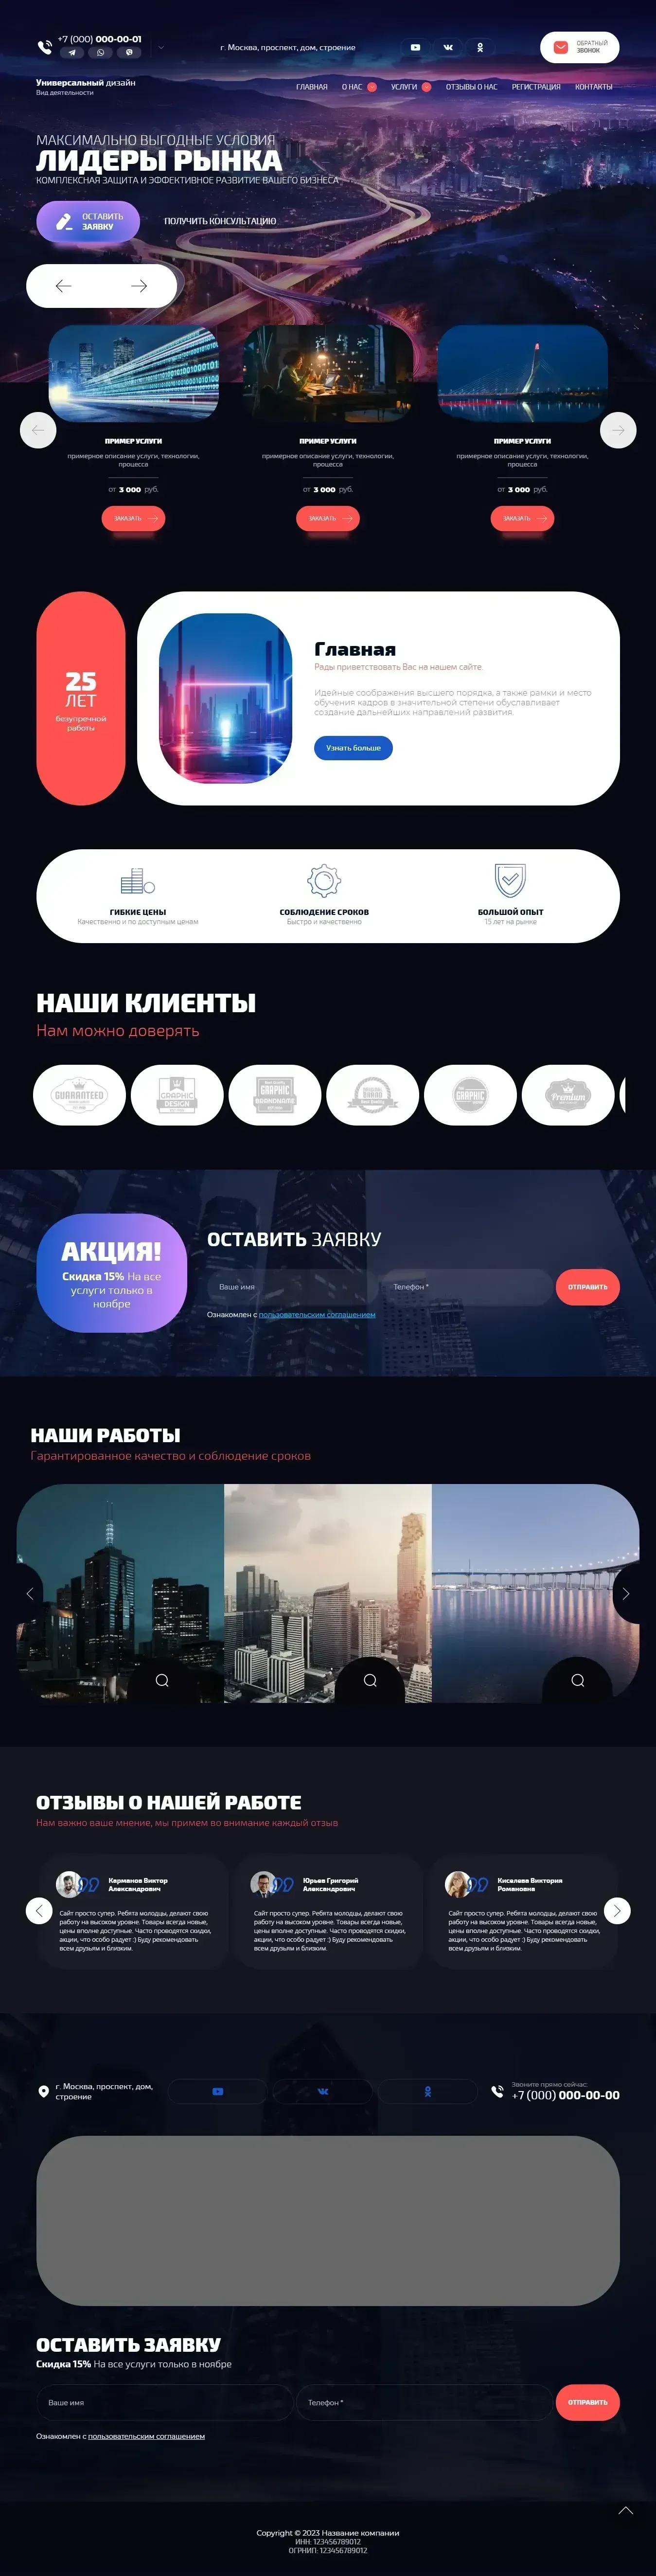 +7 (000) 000-00-01
г. Москва, проспект, дом, строение
ОБРАТНЫЙ
ЗВОНОК
Универсальный дизайн
Вид деятельности
ГЛАВНАЯ О НАС УСЛУГИ ОТЗЫВЫ О НАС РЕГИСТРАЦИЯ КОНТАКТЫ
МАКСИМАЛЬНО ВЫГОДНЫЕ УСЛОВИЯ
ЛИДЕРЫ РЫНКА
КОМПЛЕКСНАЯ ЗАЩИТА И ЭФФЕКТИВНОЕ РАЗВИТИЕ ВАШЕГО БИЗНЕСА
ОСТАВИТЬ
ЗАЯВКУ
ПОЛУЧИТЬ КОНСУЛЬТАЦИЮ
ПРИМЕР УСЛУГИ
примерное описание услуги, технологии,
процесса
от 3 000 руб.
ЗАКАЗАТЬ
ПРИМЕР УСЛУГИ
примерное описание услуги, технологии,
процесса
от 3 000 руб.
ЗАКАЗАТЬ
ПРИМЕР УСЛУГИ
примерное описание услуги, технологии,
процесса
от 3 000 руб.
ЗАКАЗАТЬ
25
ЛЕТ
безупречной
работы
Главная
Рады приветствовать Вас на нашем сайте.
Идейные соображения высшего порядка, а также рамки и место
обучения кадров в значительной степени обуславливает
создание дальнейших направлений развития.
Узнать больше
ГИБКИЕ ЦЕНЫ
Качественно и по доступным ценам
СОБЛЮДЕНИЕ СРОКОВ
Быстро и качественно
БОЛЬШОЙ ОПЫТ
15 лет на рынке
НАШИ КЛИЕНТЫ
Нам можно доверять
GUARANTEED
GRAPHIC
DESIGN
GRAPHIC
Premium
АКЦИЯ!
Скидка 15% На все
услуги только в
ноябре
ОСТАВИТЬ ЗАЯВКУ
Ваше имя
Телефон *
ОТПРАВИТЬ
Ознакомлен с пользовательским соглашением
НАШИ РАБОТЫ
Гарантированное качество и соблюдение сроков
ОТЗЫВЫ О НАШЕЙ РАБОТЕ
Нам важно ваше мнение, мы примем во внимание каждый отзыв
Карманов Виктор
Александрович
Сайт просто супер. Ребята молодцы, делают свою
работу на высоком уровне. Товары всегда новые,
цены вполне доступные. Часто проводятся скидки,
акции, что особо радует :) Буду рекомендовать
всем друзьям и близким.
Юрьев Григорий
Александрович
Сайт просто супер. Ребята молодцы, делают свою
работу на высоком уровне. Товары всегда новые,
цены вполне доступные. Часто проводятся скидки,
акции, что особо радует :) Буду рекомендовать
всем друзьям и близким.
Киселева Виктория
Романовна
Сайт просто супер. Ребята молодцы, делают свою
работу на высоком уровне. Товары всегда новые,
цены вполне доступные. Часто проводятся скидки,
акции, что особо радует :) Буду рекомендовать
всем друзьям и близким.
г. Москва, проспект, дом,
строение
Звоните прямо сейчас:
+7 (000) 000-00-00
ОСТАВИТЬ ЗАЯВКУ
Скидка 15% На все услуги только в ноябре
Ваше имя
Телефон *
ОТПРАВИТЬ
Ознакомлен с пользовательским соглашением
Copyright © 2023 Название компании
ИНН: 123456789012
ОГРНИП: 123456789012